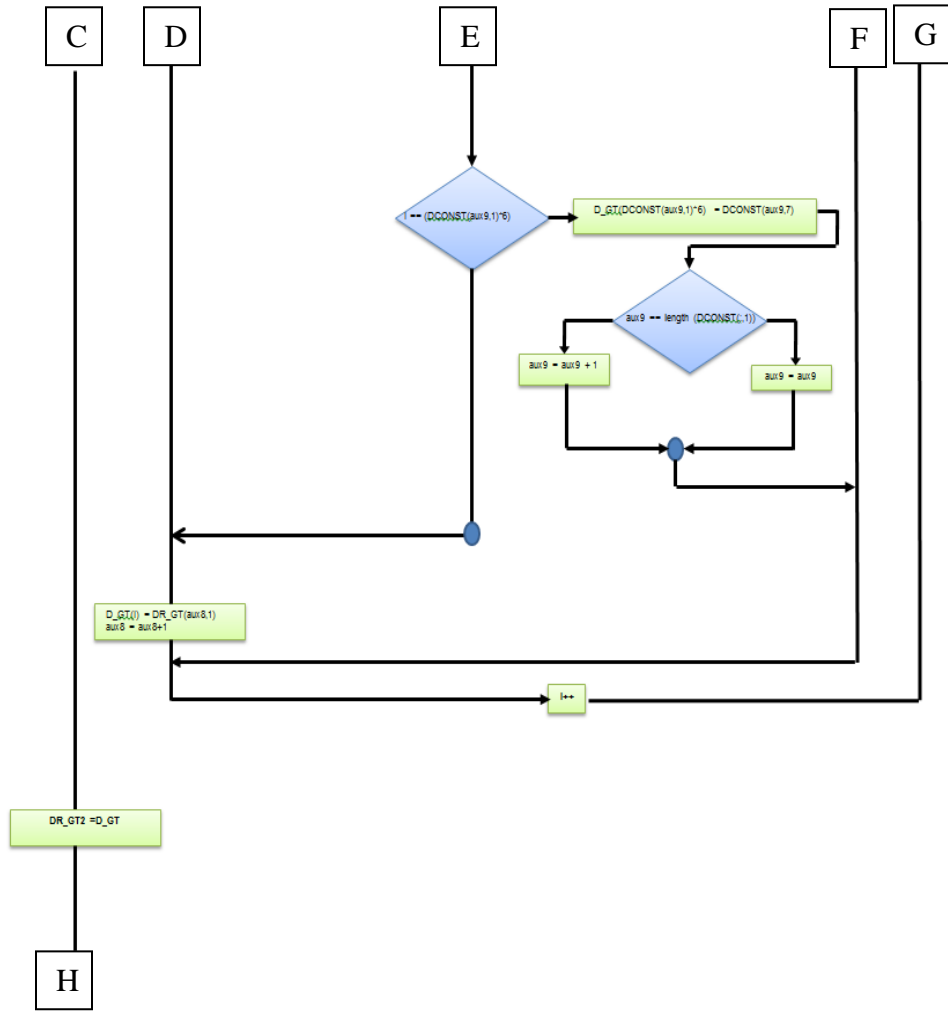 C
D
E
F
G
I == (DCONST(aux9,1)*6)
D_GT(DCONST(aux9,1)*6) = DCONST(aux9,7)
aux9 == length (DCONST(:,1))
aux9 = aux9 + 1
aux9 = aux9
D_GT(I) = DR_GT(aux8,1)
aux8 = aux8+1
I++
DR_GT2 =D_GT
H